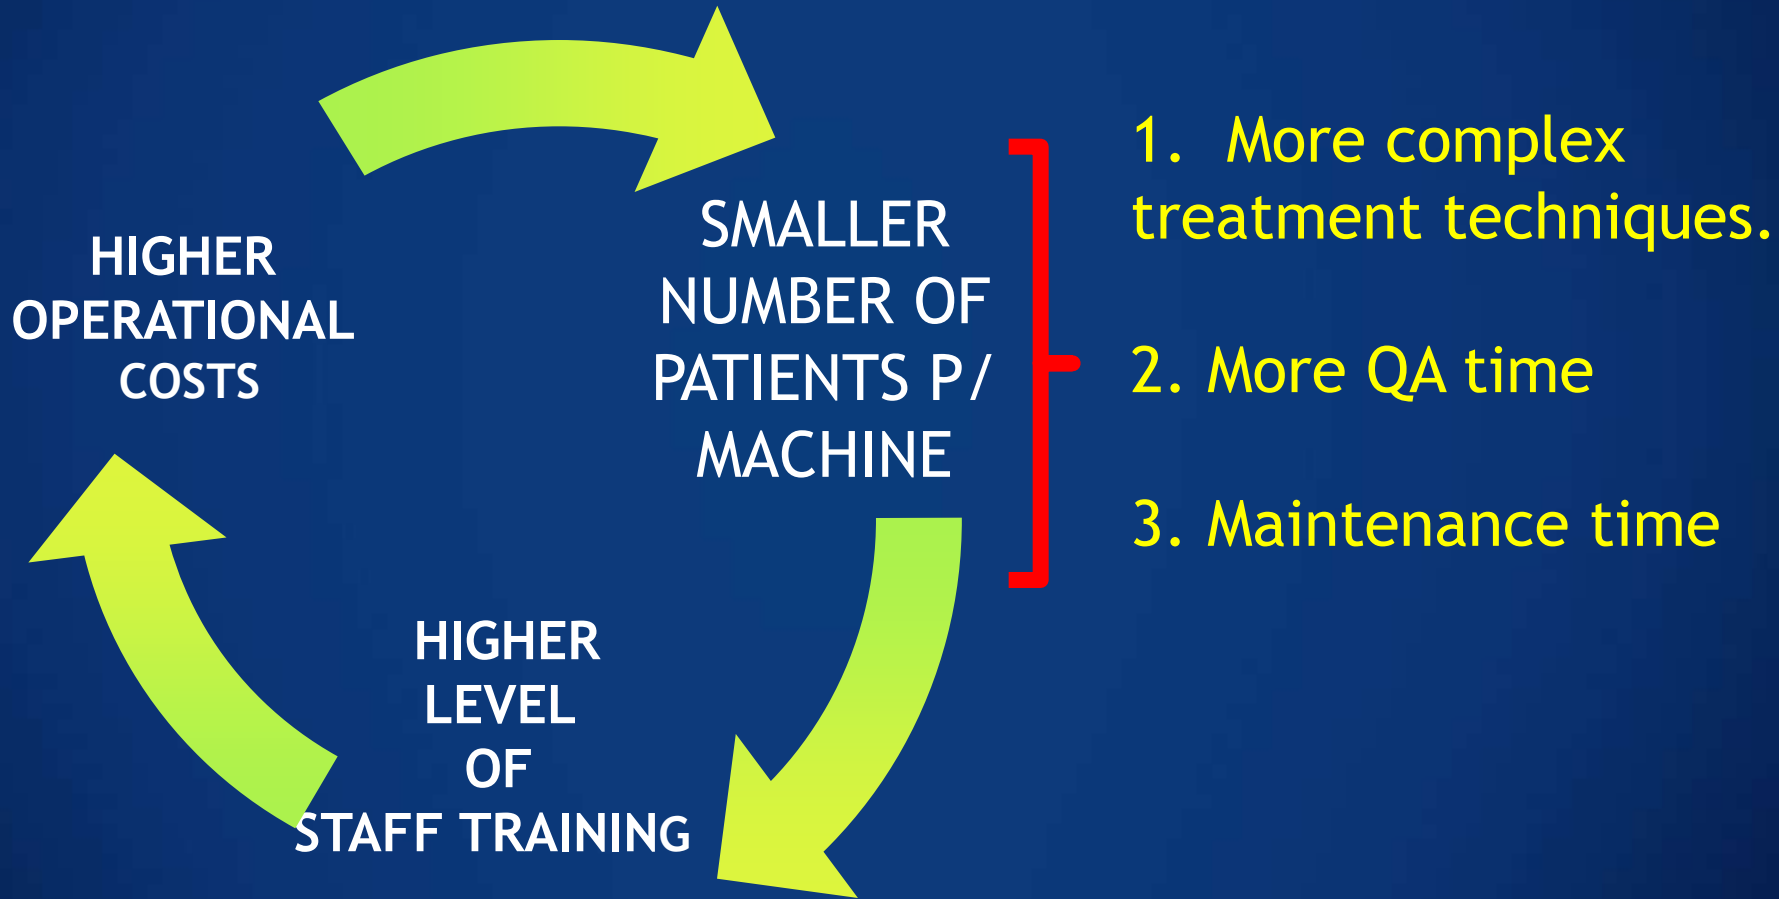 HIGHER
OPERATIONAL
COSTS
SMALLER
NUMBER OF
PATIENTS P/
MACHINE
HIGHER
LEVEL
OF
STAFF TRAINING
1. More complex
treatment techniques.
2. More QA time
3. Maintenance time